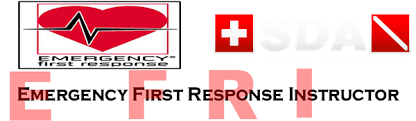 EMERGENCY®
first response
SDA
E F R I
EMERGENCY FIRST RESPONSE INSTRUCTOR